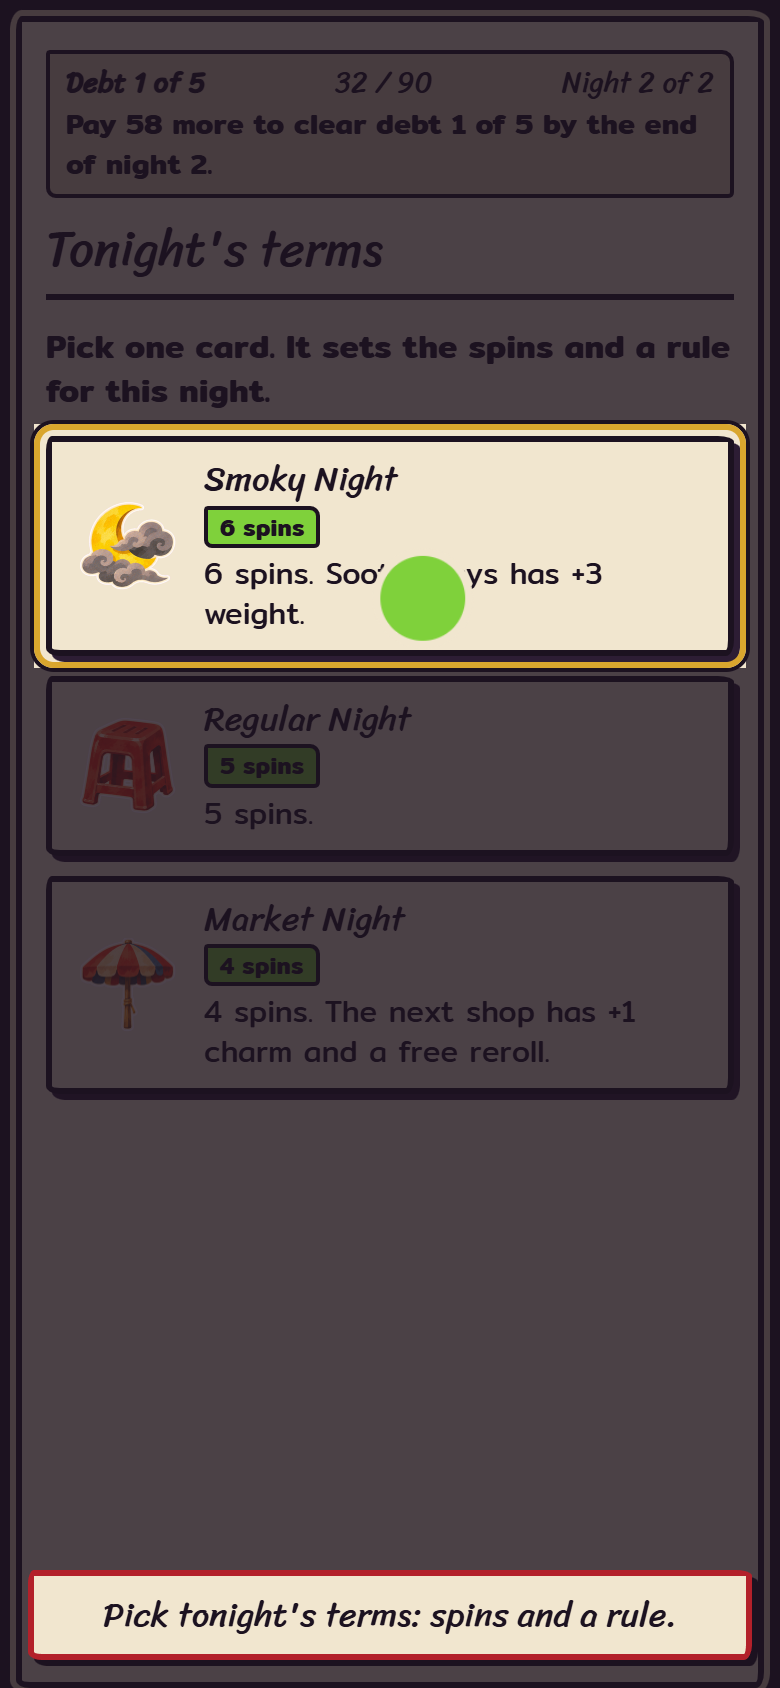 Debt 1 of 5
32 / 90
Night 2 of 2
Pay 58 more to clear debt 1 of 5 by the end
of night 2.
Tonight's terms
Pick one card. It sets the spins and a rule
for this night.
Smoky Night
6 spins
6 spins. has +3
weight.
Regular Night
5 spins
5 spins.
Market Night
4 spins
4 spins. The next shop has +1
charm and a free reroll.
Pick tonight's terms: spins and a rule.